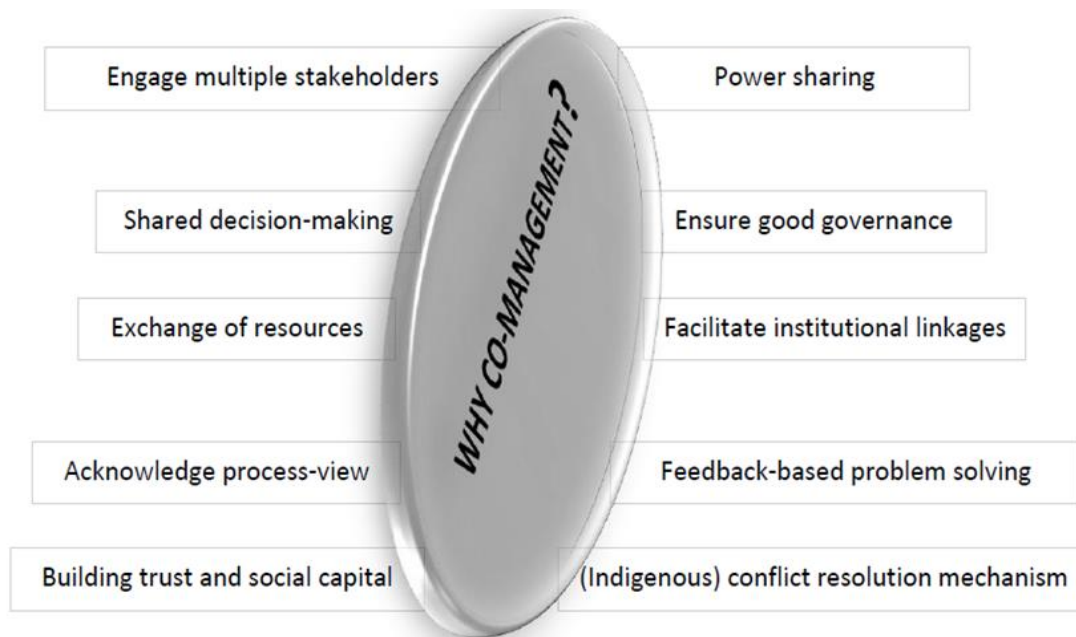 Engage multiple stakeholders
Power sharing
WHY CO-MANAGEMENT?
Shared decision-making
Ensure good governance
Exchange of resources
Facilitate institutional linkages
Acknowledge process-view
Feedback-based problem solving
Building trust and social capital
(Indigenous) conflict resolution mechanism